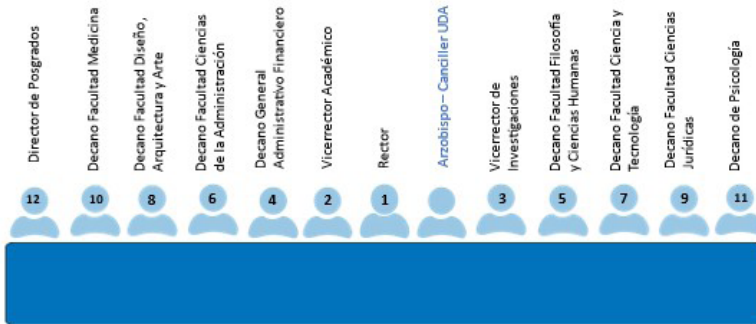 Director de Posgrados
Decano Facultad Medicina
Decano Facultad Diseño,
Arquitectura y Arte
Decano Facultad Ciencias
de la Administración
Decano General
Administrativo Financiero
Vicerrector Académico
Rector
Arzobispo– Canciller UDA
Vicerrector de
Investigaciones
Decano Facultad Filosofía
y Ciencias Humanas
Decano Facultad Ciencia y
Tecnología
Decano Facultad Ciencias
Jurídicas
Decano de Psicología
12
10
8
6
4
2
1
3
5
7
9
11